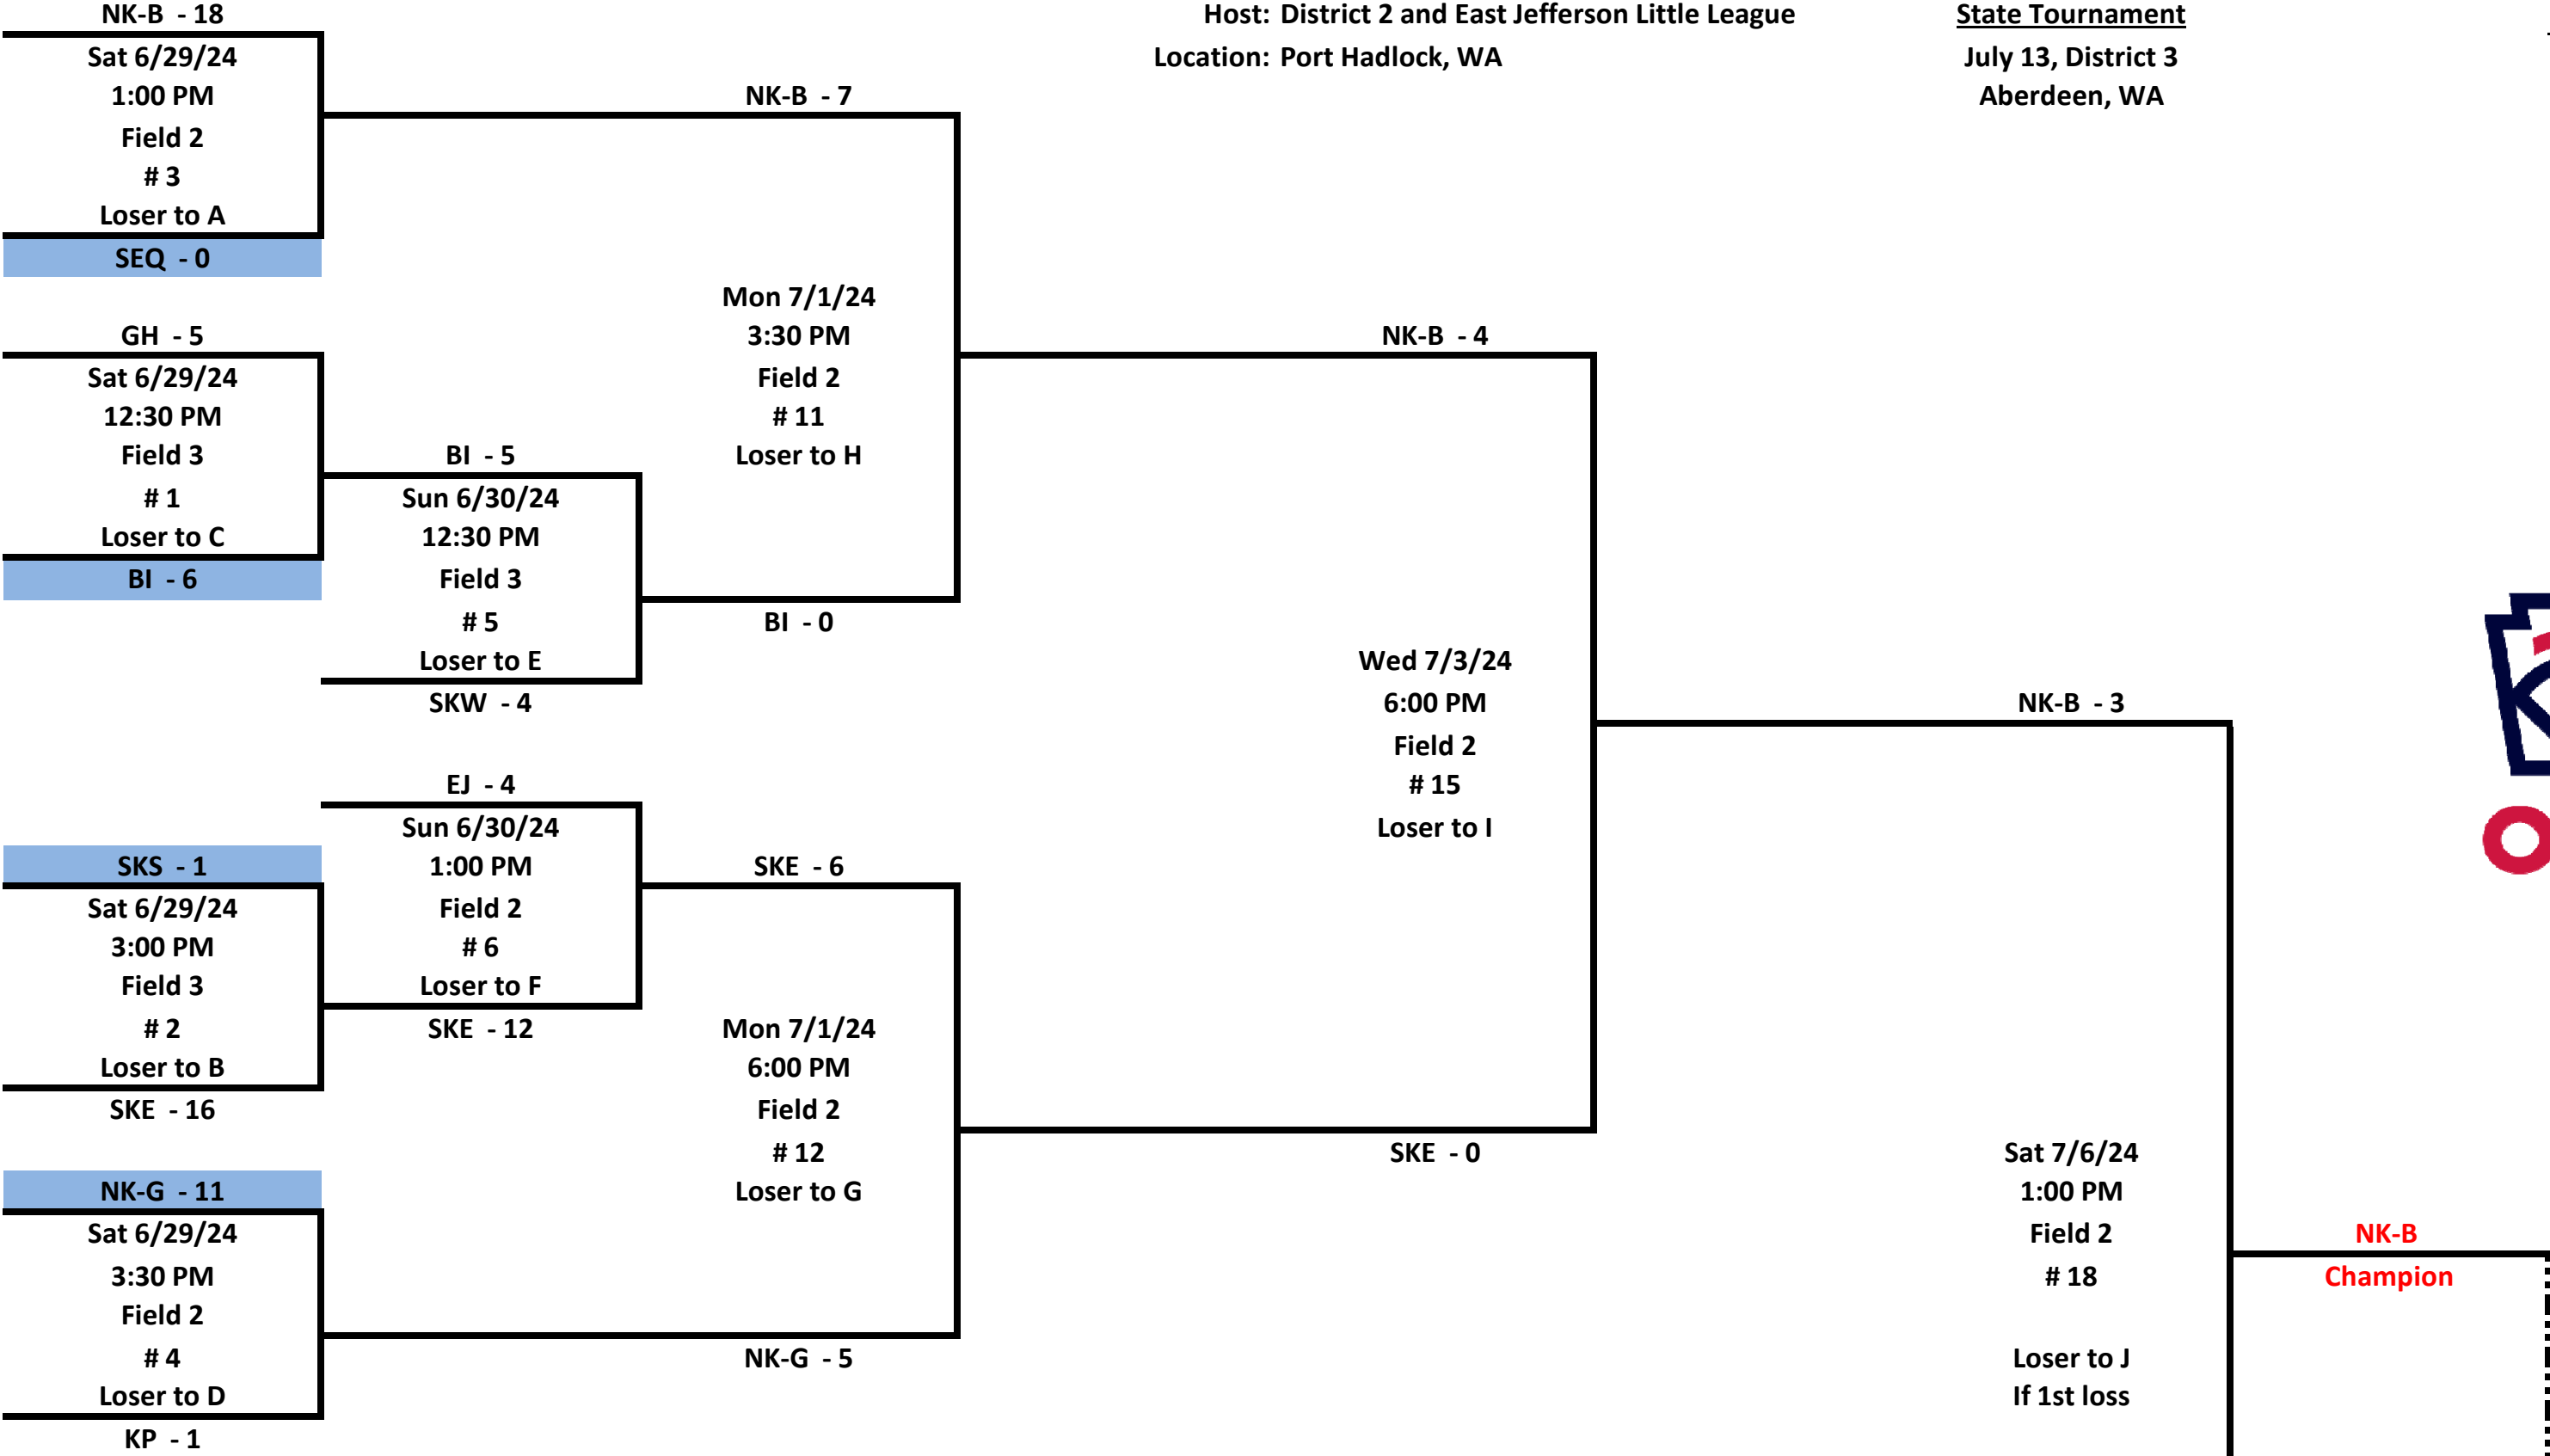 Host: District 2 and East Jefferson Little League
Location: Port Hadlock, WA
State Tournament
July 13, District 3
Aberdeen, WA
NK-B - 18
Sat 6/29/24
1:00 PM
Field 2
# 3
Loser to A
SEQ - 0
GH - 5
Sat 6/29/24
12:30 PM
Field 3
# 1
Loser to C
BI - 6
SKS - 1
Sat 6/29/24
3:00 PM
Field 3
# 2
Loser to B
SKE - 16
NK-G - 11
Sat 6/29/24
3:30 PM
Field 2
# 4
Loser to D
KP - 1
BI - 5
Sun 6/30/24
12:30 PM
Field 3
# 5
Loser to E
SKW - 4
EJ - 4
Sun 6/30/24
1:00 PM
Field 2
# 6
Loser to F
SKE - 12
NK-B - 7
Mon 7/1/24
3:30 PM
Field 2
# 11
Loser to H
BI - 0
SKE - 6
Mon 7/1/24
6:00 PM
Field 2
# 12
Loser to G
NK-G - 5
NK-B - 4
Wed 7/3/24
6:00 PM
Field 2
# 15
Loser to I
SKE - 0
NK-B - 3
Sat 7/6/24
1:00 PM
Field 2
# 18
Loser to J
If 1st loss
NK-B
Champion